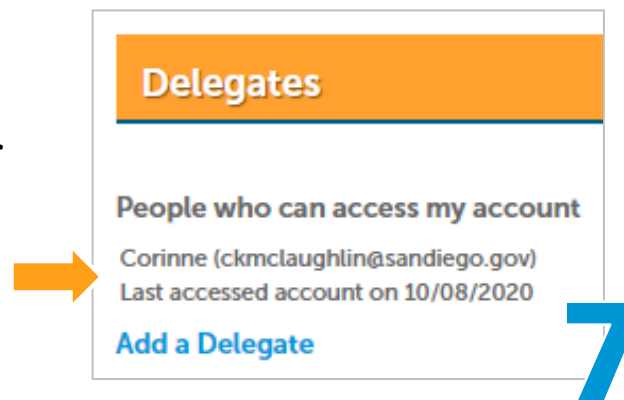 Delegates
.
People who can access my account
Corinne (ckmclaughlin@sandiego.gov)
Last accessed account on 10/08/2020
Add a Delegate
7